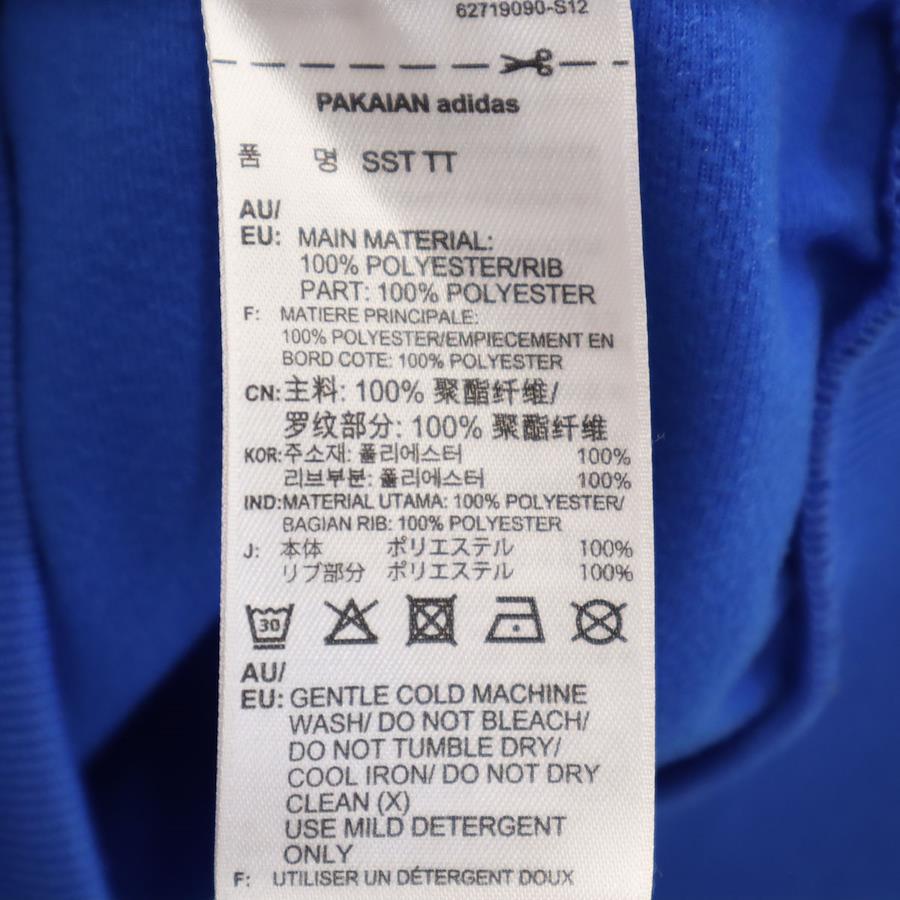 62719090-S12
PAKAIAN adidas
품 명 SST TT
AU/
EU: MAIN MATERIAL:
100% POLYESTER/RIB
PART: 100% POLYESTER
F: MATIERE PRINCIPALE:
100% POLYESTER/EMPIECEMENT EN
BORD COTE: 100% POLYESTER
CN: 主料: 100% 聚酯纤维/
罗纹部分: 100% 聚酯纤维
KOR: 주소재: 폴리에스터 100%
리브부분: 폴리에스터 100%
IND: MATERIAL UTAMA: 100% POLYESTER/
BAGIAN RIB: 100% POLYESTER
J: 本体 ポリエステル 100%
リブ部分 ポリエステル 100%
30
AU/
EU: GENTLE COLD MACHINE
WASH/ DO NOT BLEACH/
DO NOT TUMBLE DRY/
COOL IRON/ DO NOT DRY
CLEAN (X)
USE MILD DETERGENT
ONLY
F: UTILISER UN DÉTERGENT DOUX